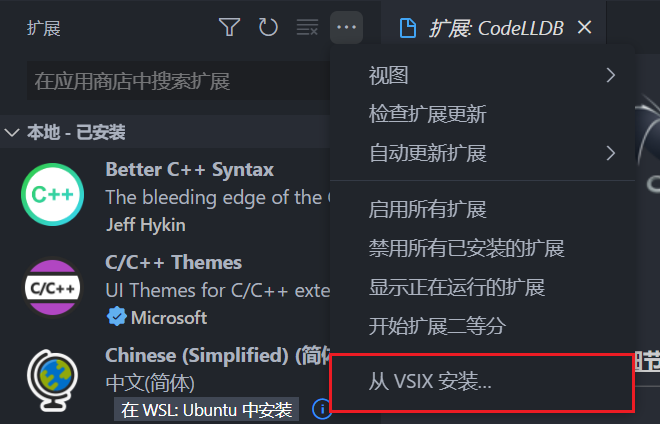 扩展
扩展: CodeLLDB
在应用商店中搜索扩展
本地 - 已安装
Better C++ Syntax
The bleeding edge of the
Jeff Hykin
C/C++ Themes
UI Themes for C/C++ exte
Microsoft
Chinese (Simplified) (简体
中文(简体)
在 WSL: Ubuntu 中安装
视图
检查扩展更新
自动更新扩展
启用所有扩展
禁用所有已安装的扩展
显示正在运行的扩展
开始扩展二等分
从 VSIX 安装...
C++
C/C++
细节